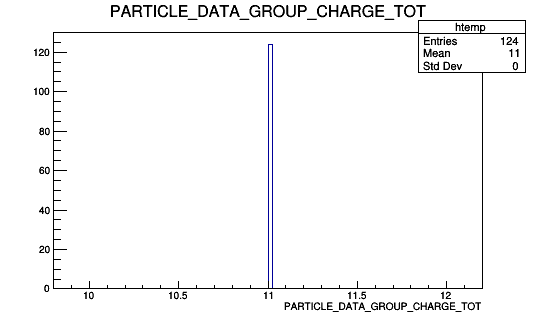 PARTICLE_DATA_GROUP_CHARGE_TOT
htemp
Entries 124
Mean 11
Std Dev 0
120
100
80
60
40
20
0
10 10.5 11 11.5 12
PARTICLE_DATA_GROUP_CHARGE_TOT